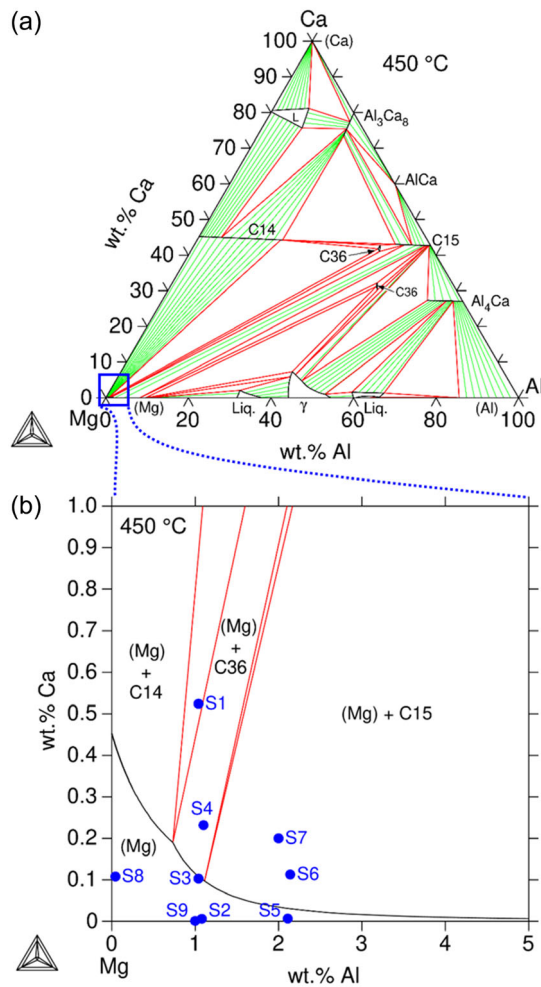 (a)
Ca
100
(Ca)
450 °C
90
80
L
Al3Ca8
70
60
AlCa
wt.% Ca
50
C14
C15
40
C36
30
C36
Al4Ca
20
10
0
Al
Mg
0
(Mg)
20
Liq.
40
γ
60
Liq.
80
(Al)
100
wt.% Al
(b)
1.0
450 °C
0.9
0.8
0.7
(Mg)
+
C14
(Mg)
+
C36
0.6
S1
(Mg) + C15
0.5
wt.% Ca
0.4
0.3
S4
S7
0.2
(Mg)
S8
S3
S6
0.1
S9
S2
S5
0
0
1
2
3
4
5
Mg
wt.% Al